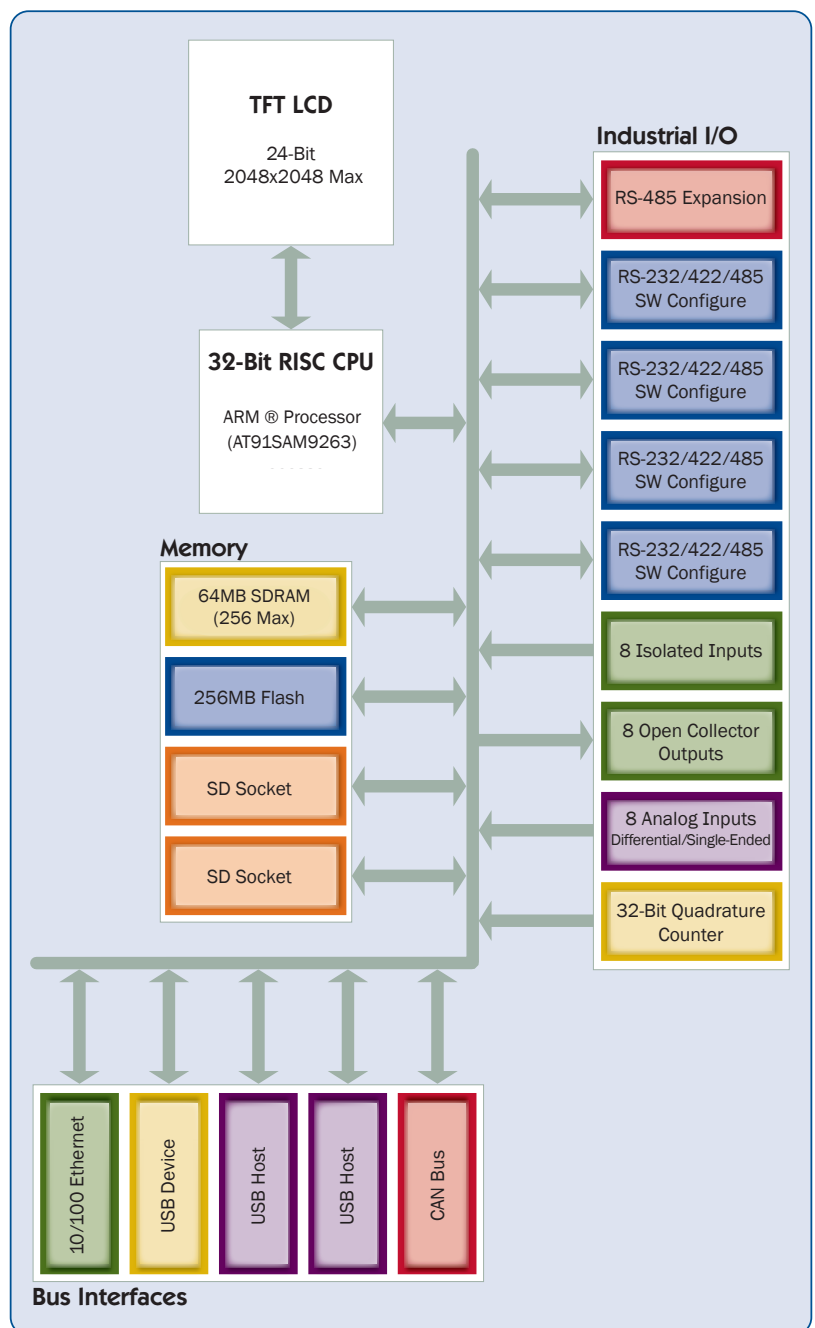 TFT LCD
24-Bit
2048x2048 Max
32-Bit RISC CPU
ARM ® Processor
(AT91SAM9263)
- - - - - -
Memory
64MB SDRAM
(256 Max)
256MB Flash
SD Socket
SD Socket
Industrial I/O
RS-485 Expansion
RS-232/422/485
SW Configure
RS-232/422/485
SW Configure
RS-232/422/485
SW Configure
RS-232/422/485
SW Configure
8 Isolated Inputs
8 Open Collector
Outputs
8 Analog Inputs
Differential/Single-Ended
32-Bit Quadrature
Counter
10/100 Ethernet
USB Device
USB Host
USB Host
CAN Bus
Bus Interfaces